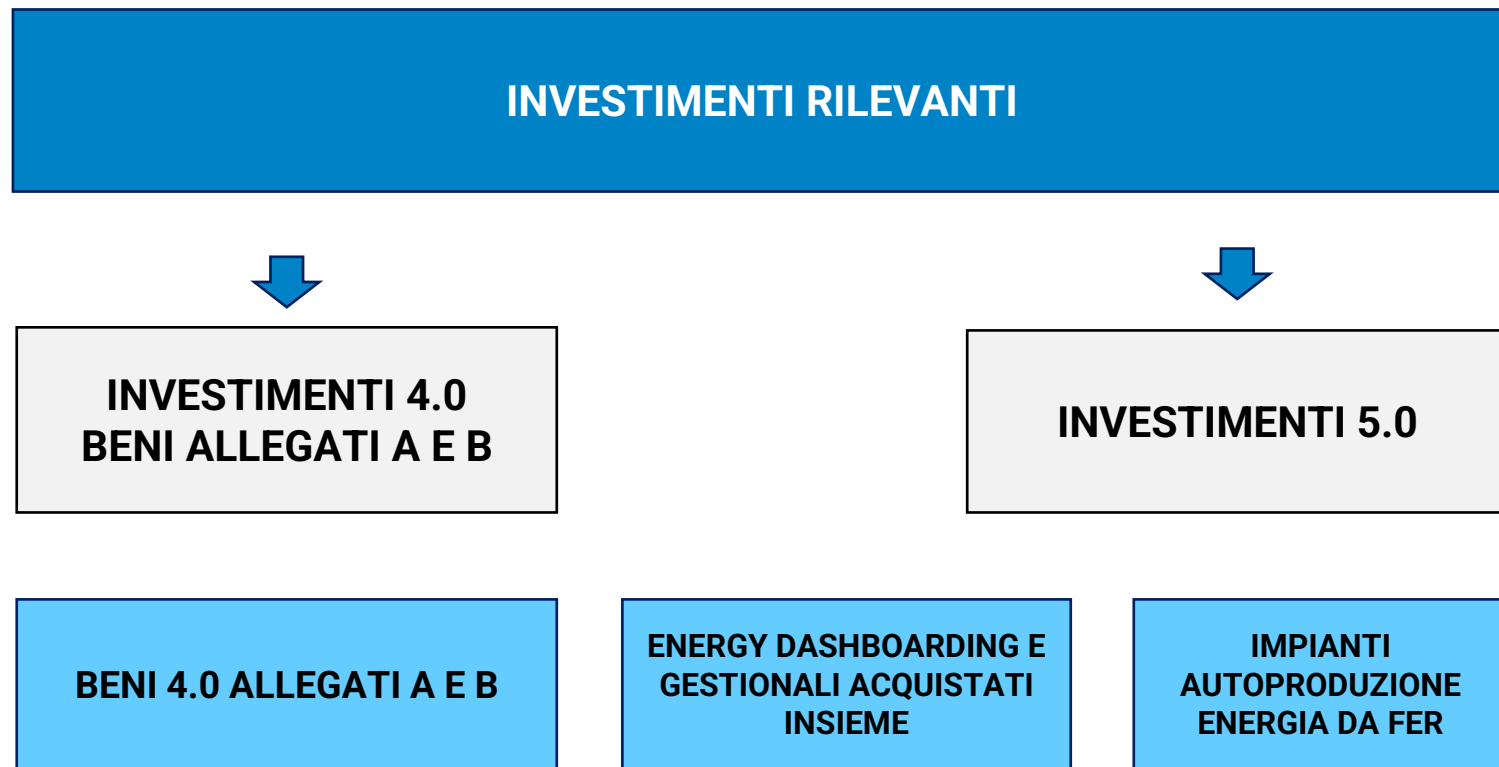 INVESTIMENTI RILEVANTI
INVESTIMENTI 4.0
BENI ALLEGATI A E B
INVESTIMENTI 5.0
BENI 4.0 ALLEGATI A E B
ENERGY DASHBOARDING E
GESTIONALI ACQUISTATI
INSIEME
IMPIANTI
AUTOPRODUZIONE
ENERGIA DA FER